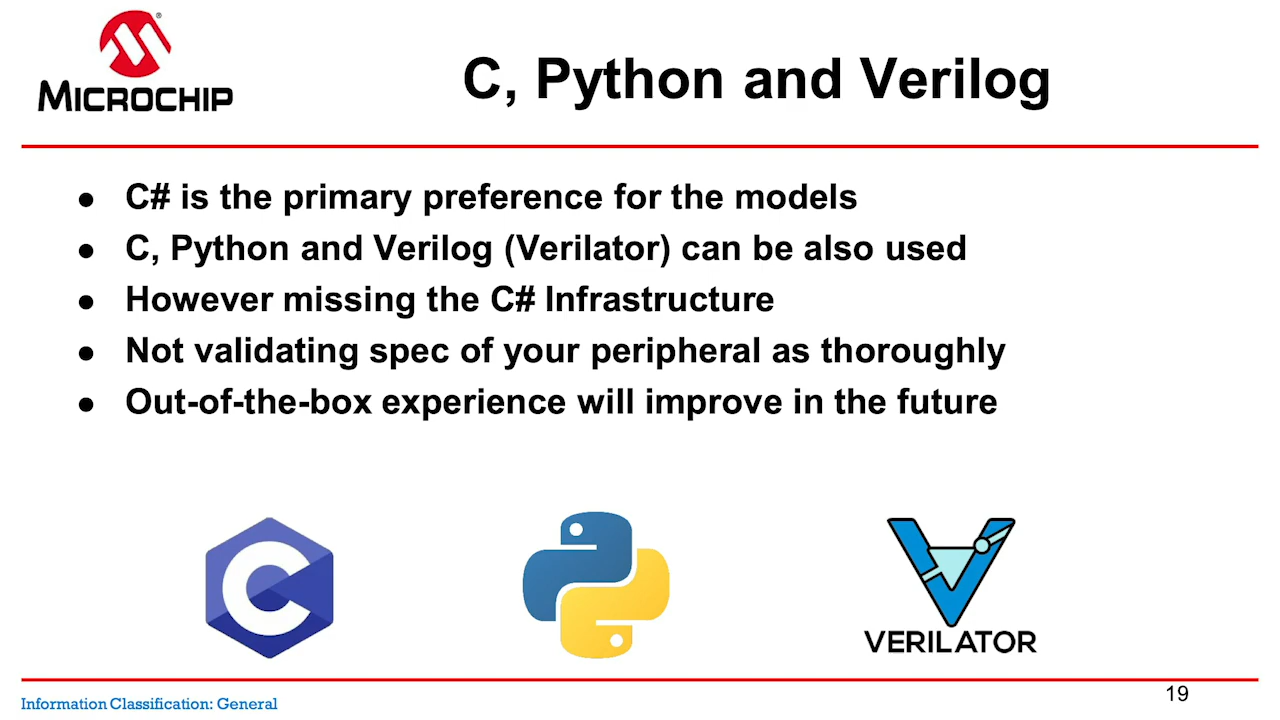 MICROCHIP
C, Python and Verilog
● C# is the primary preference for the models
● C, Python and Verilog (Verilator) can be also used
● However missing the C# Infrastructure
● Not validating spec of your peripheral as thoroughly
● Out-of-the-box experience will improve in the future
C
VERILATOR
Information Classification: General
19